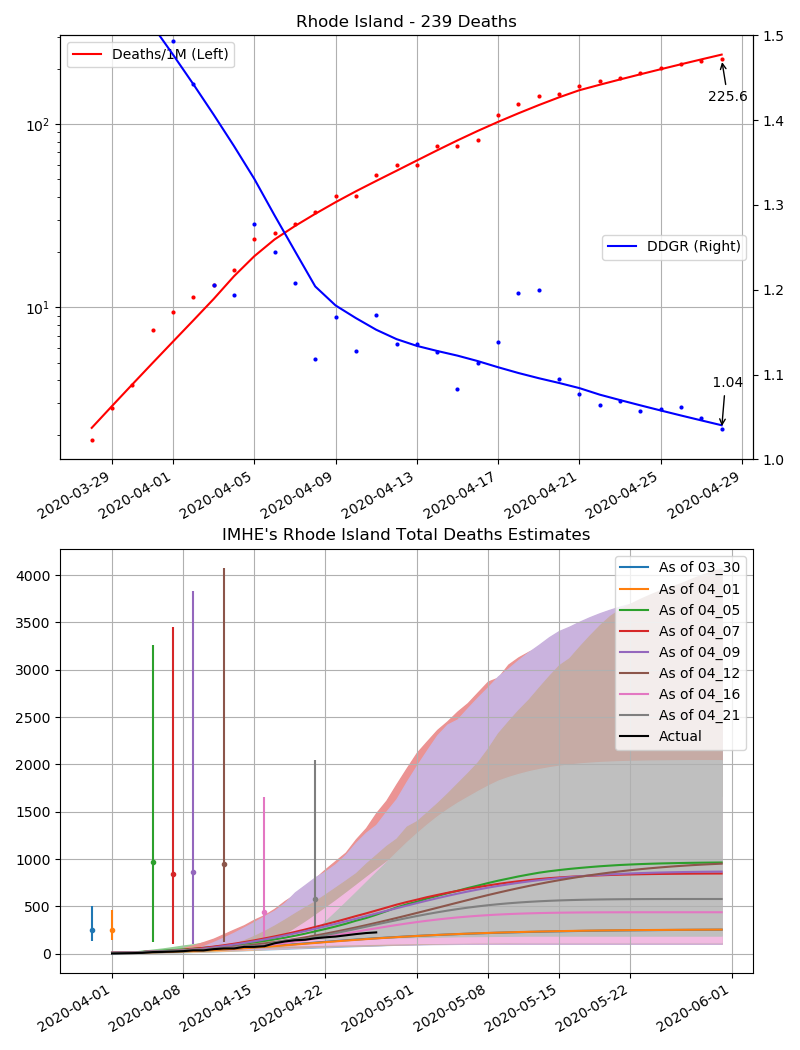 Rhode Island - 239 Deaths
Deaths/1M (Left)
DDGR (Right)
225.6
1.04
10²
10¹
1.5
1.4
1.3
1.2
1.1
1.0
2020-03-29
2020-04-01
2020-04-05
2020-04-09
2020-04-13
2020-04-17
2020-04-21
2020-04-25
2020-04-29
IMHE's Rhode Island Total Deaths Estimates
4000
3500
3000
2500
2000
1500
1000
500
0
As of 03_30
As of 04_01
As of 04_05
As of 04_07
As of 04_09
As of 04_12
As of 04_16
As of 04_21
Actual
2020-04-01
2020-04-08
2020-04-15
2020-04-22
2020-05-01
2020-05-08
2020-05-15
2020-05-22
2020-06-01